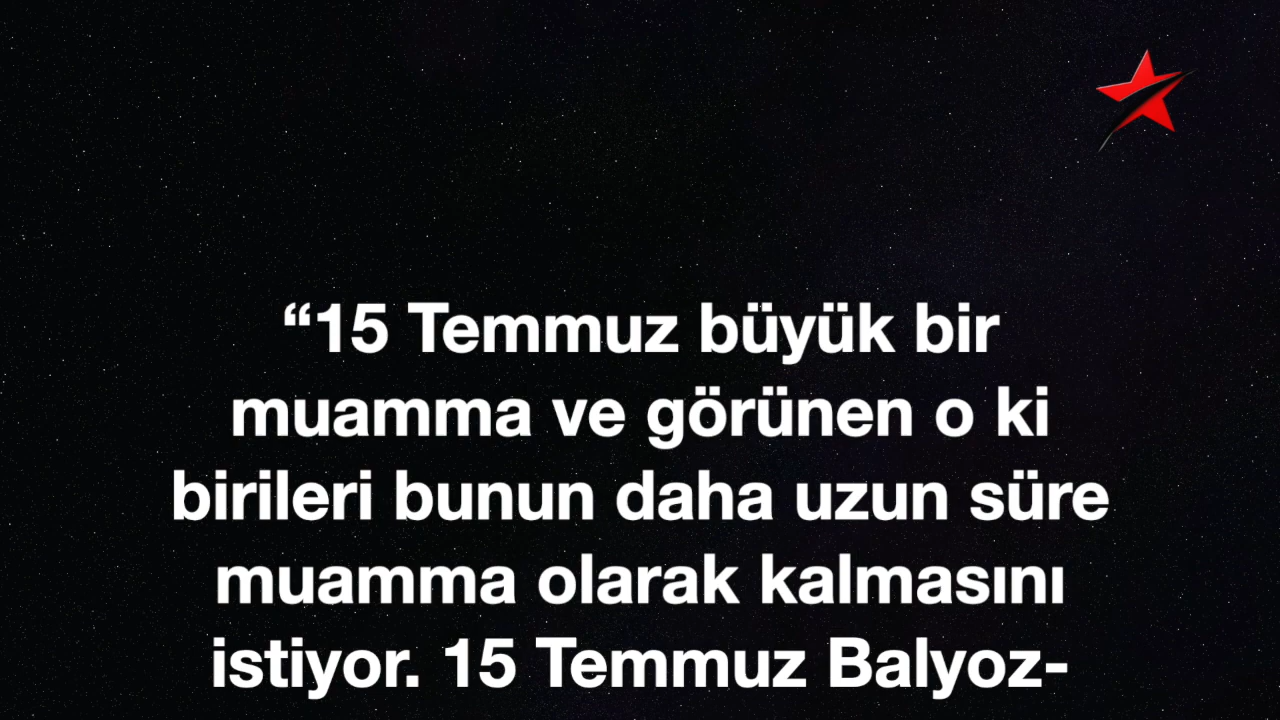 “15 Temmuz büyük bir
muamma ve görünen o ki
birileri bunun daha uzun süre
muamma olarak kalmasını
istiyor. 15 Temmuz Balyoz-